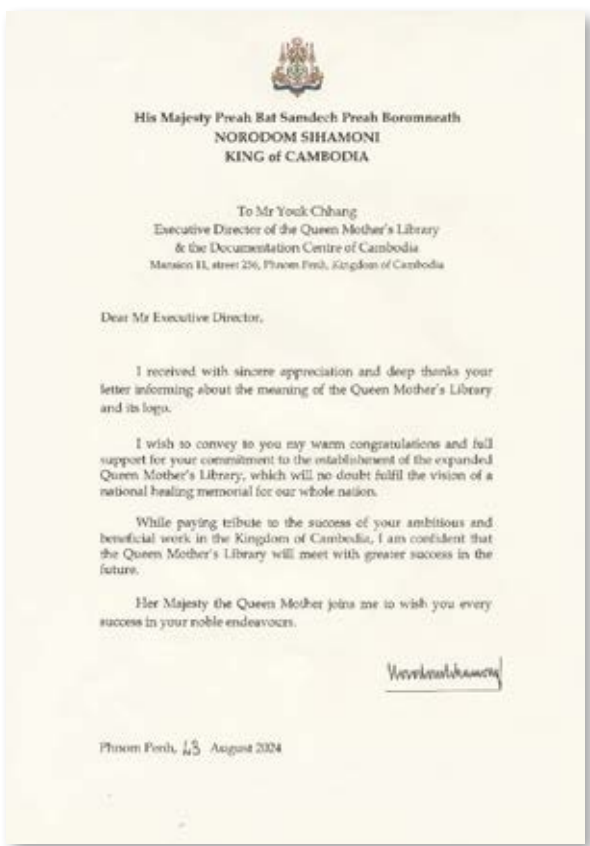 His Majesty Preah Bat Samdech Preah Boromneath
NORODOM SIHAMONI
KING of CAMBODIA
To Mr Youk Chhang
Executive Director of the Queen Mother's Library
& the Documentation Centre of Cambodia
Mansion 11, street 256, Phnom Penh, Kingdom of Cambodia
Dear Mr Executive Director,
I received with sincere appreciation and deep thanks your
letter informing about the meaning of the Queen Mother's Library
and its logo.
I wish to convey to you my warm congratulations and full
support for your commitment to the establishment of the expanded
Queen Mother's Library, which will no doubt fulfil the vision of a
national healing memorial for our whole nation.
While paying tribute to the success of your ambitious and
beneficial work in the Kingdom of Cambodia, I am confident that
the Queen Mother's Library will meet with greater success in the
future.
Her Majesty the Queen Mother joins me to wish you every
success in your noble endeavours.
Phnom Penh, 23 August 2024